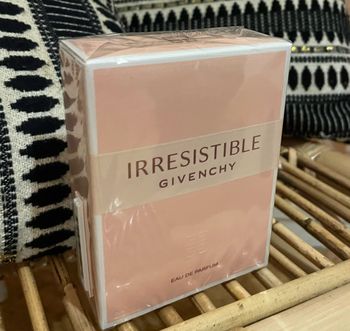 IRRESISTIBLE
GIVENCHY
EAU DE PARFUM